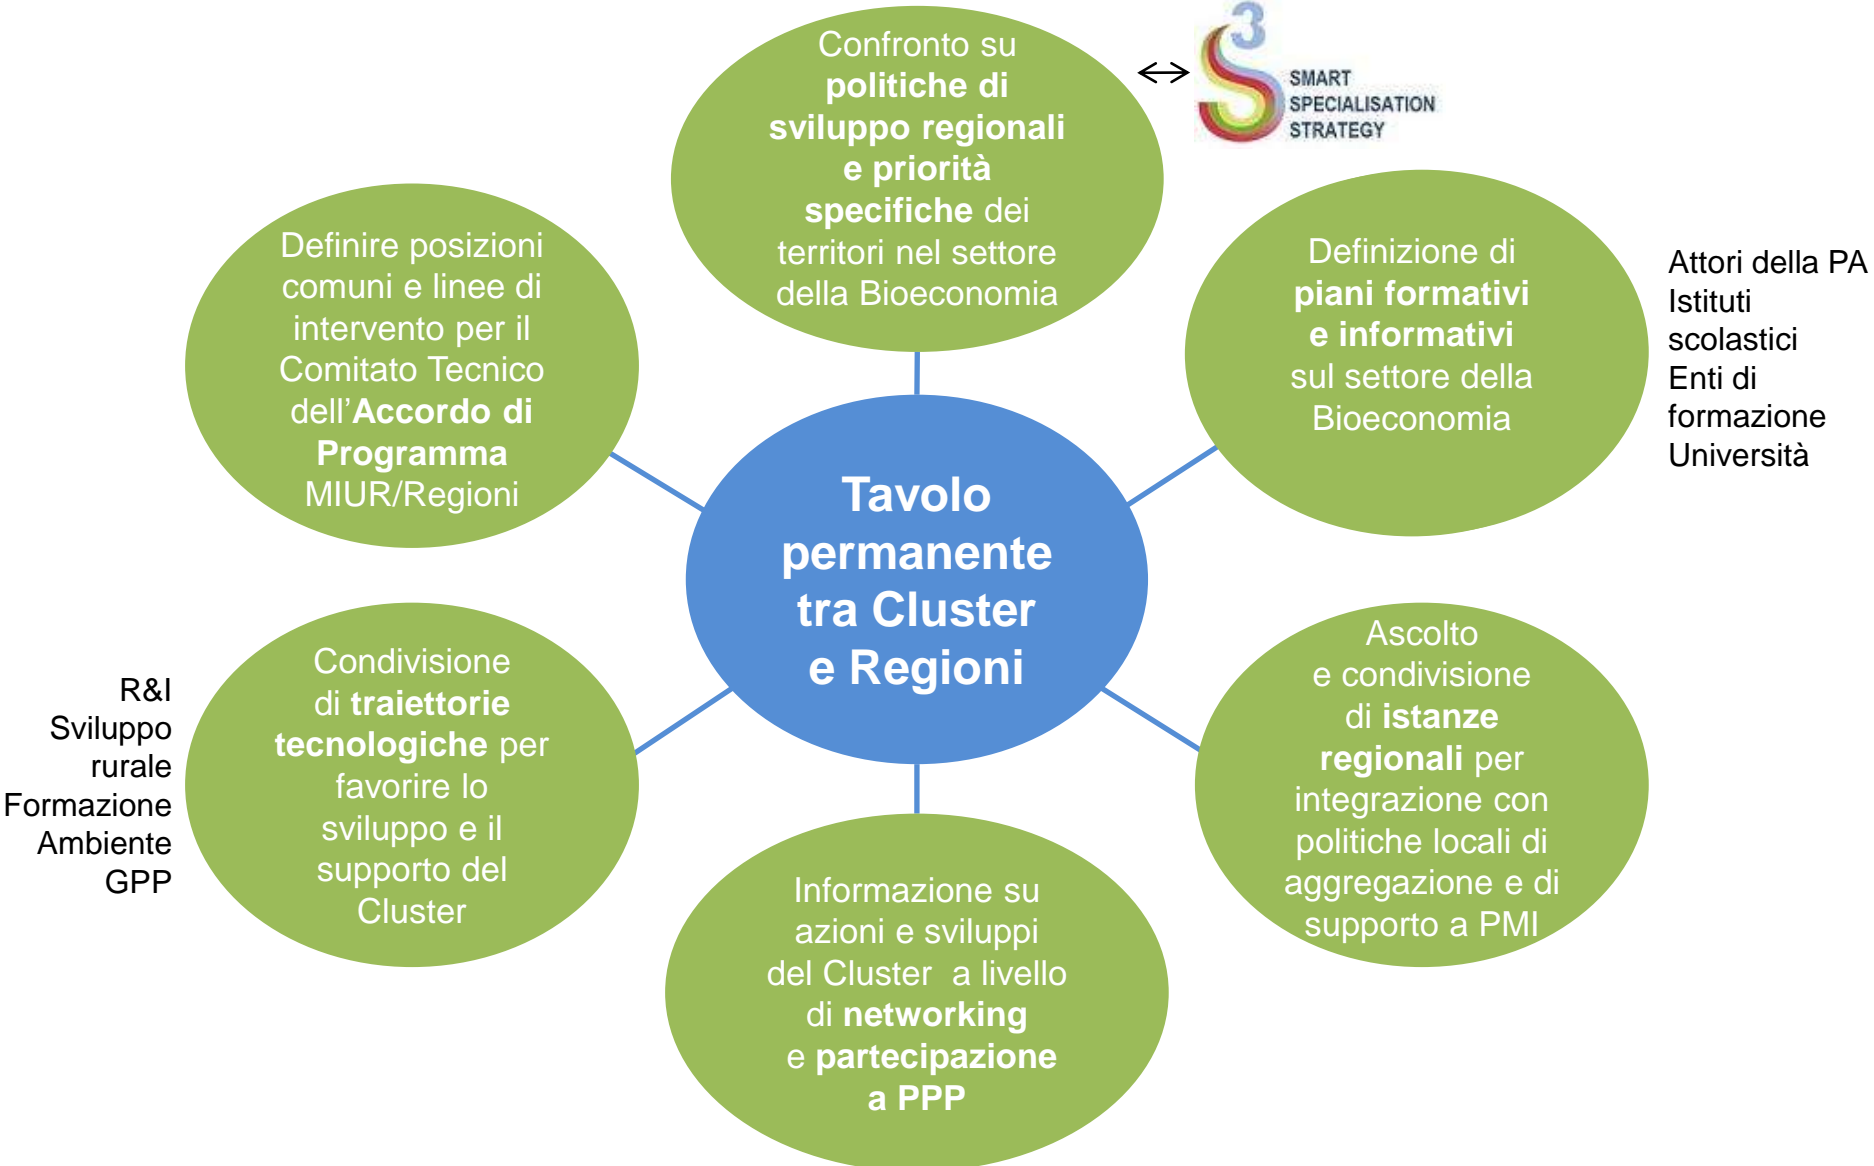 Confronto su
politiche di
sviluppo regionali
e priorità
specifiche dei
territori nel settore
della Bioeconomia
3
SMART
SPECIALISATION
STRATEGY
Definizione di
piani formativi
e informativi
sul settore della
Bioeconomia
Attori della PA
Istituti
scolastici
Enti di
formazione
Università
Definire posizioni
comuni e linee di
intervento per il
Comitato Tecnico
dell’Accordo di
Programma
MIUR/Regioni
Tavolo
permanente
tra Cluster
e Regioni
Ascolto
e condivisione
di istanze
regionali per
integrazione con
politiche locali di
aggregazione e di
supporto a PMI
Informazione su
azioni e sviluppi
del Cluster  a livello
di networking
e partecipazione
a PPP
Condivisione
di traiettorie
tecnologiche per
favorire lo
sviluppo e il
supporto del
Cluster
R&I
Sviluppo
rurale
Formazione
Ambiente
GPP